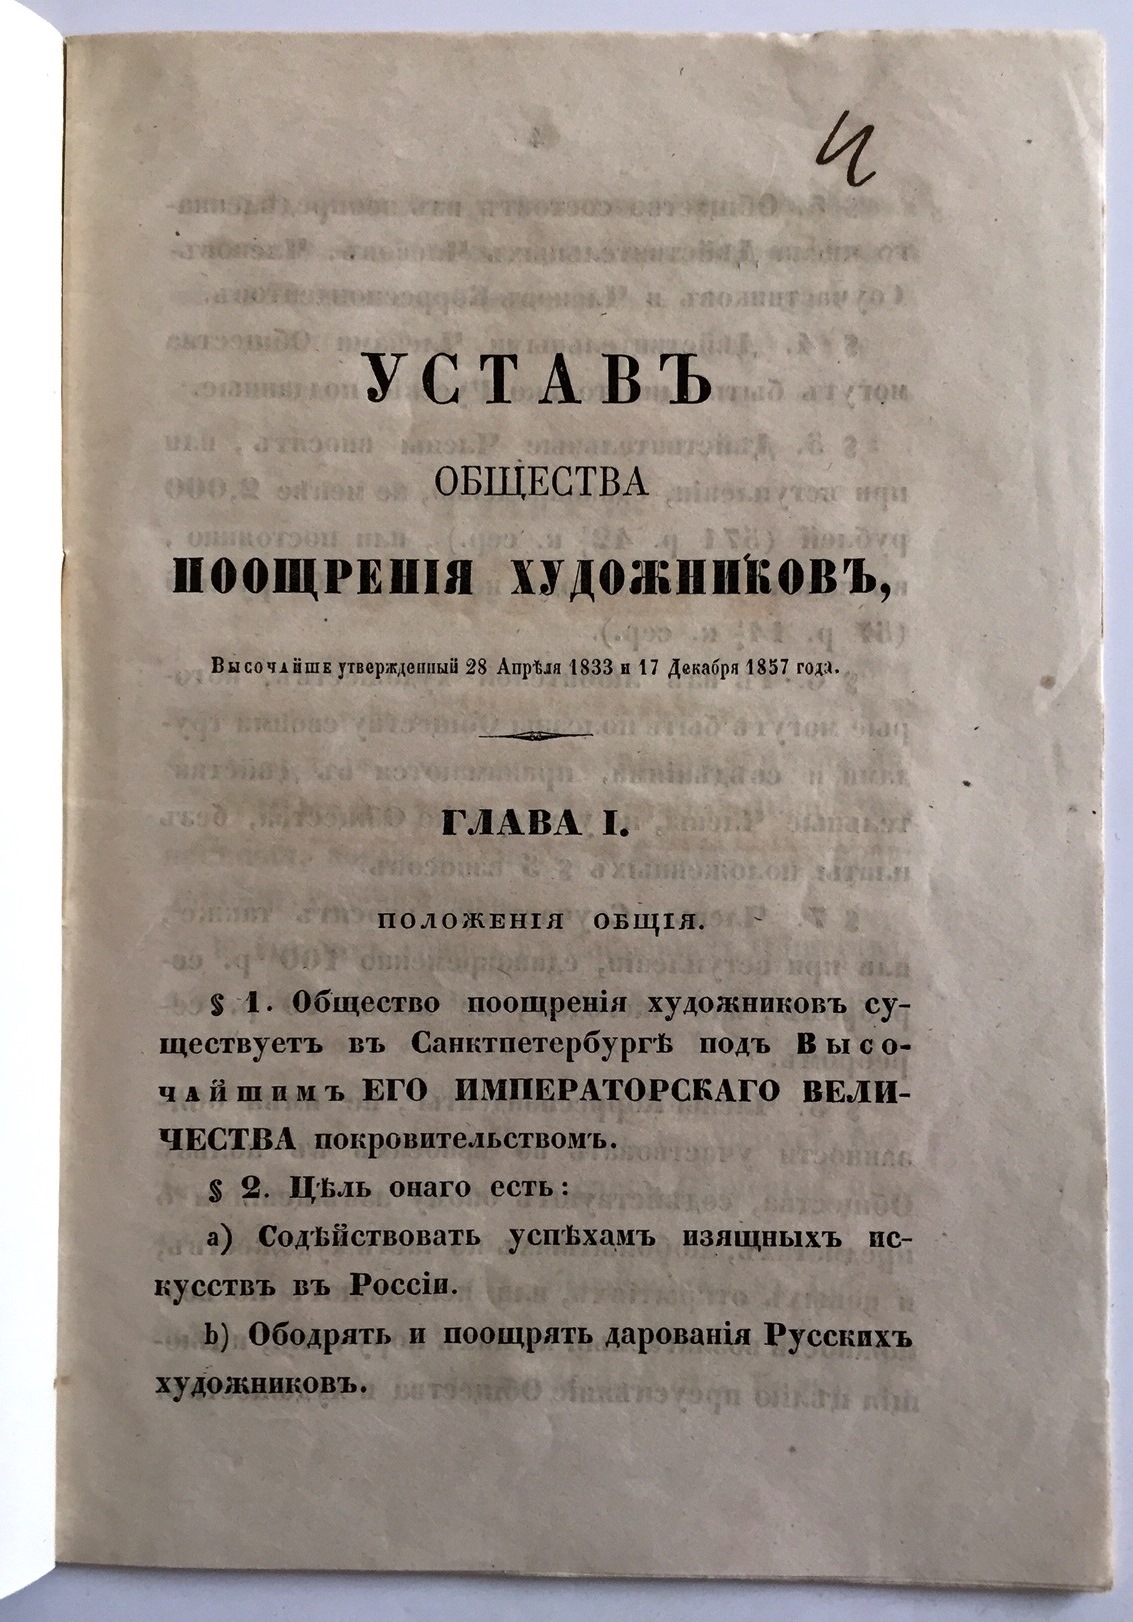 УСТАВЪ
ОБЩЕСТВА
ПООЩРЕНІЯ ХУДОЖНИКОВЪ,
Высочайше утвержденный 28 Апрѣля 1833 и 17 Декабря 1857 года.
ГЛАВА I.
ПОЛОЖЕНІЯ ОБЩІЯ.
§ 1. Общество поощренія художниковъ су-
ществуетъ въ Санктпетербургѣ подъ Высо-
чайшимъ ЕГО ИМПЕРАТОРСКАГО ВЕЛИ-
ЧЕСТВА покровительствомъ.
§ 2. Цѣль онаго есть:
a) Содѣйствовать успѣхамъ изящныхъ ис-
кусствъ въ Россіи.
b) Ободрять и поощрять дарованія Русскихъ
художниковъ.